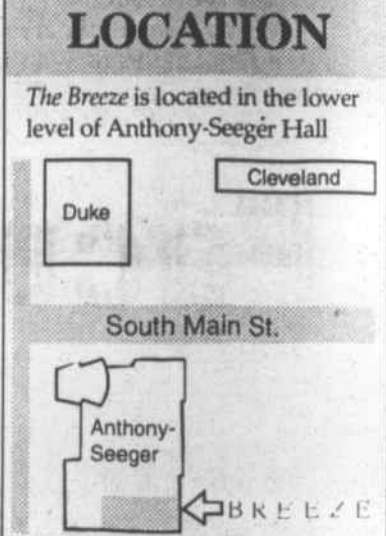 LOCATION
The Breeze is located in the lower
level of Anthony-Seeger Hall
Duke
Cleveland
South Main St.
Anthony-
Seeger
BREEZE